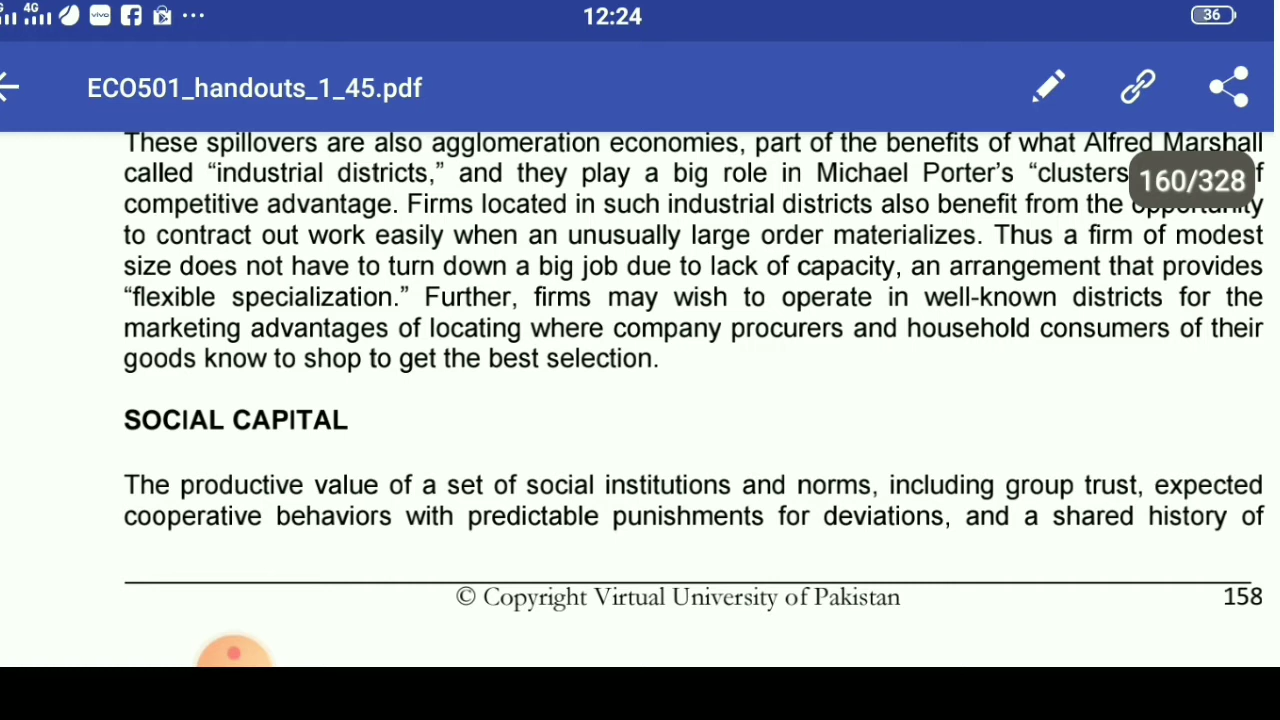 4G
vivo
12:24
36
ECO501_handouts_1_45.pdf
These spillovers are also agglomeration economies, part of the benefits of what Alfred Marshall
called “industrial districts,” and they play a big role in Michael Porter’s “clusters
160/328
competitive advantage. Firms located in such industrial districts also benefit from the opportunity
to contract out work easily when an unusually large order materializes. Thus a firm of modest
size does not have to turn down a big job due to lack of capacity, an arrangement that provides
“flexible specialization.” Further, firms may wish to operate in well-known districts for the
marketing advantages of locating where company procurers and household consumers of their
goods know to shop to get the best selection.
SOCIAL CAPITAL
The productive value of a set of social institutions and norms, including group trust, expected
cooperative behaviors with predictable punishments for deviations, and a shared history of
© Copyright Virtual University of Pakistan
158